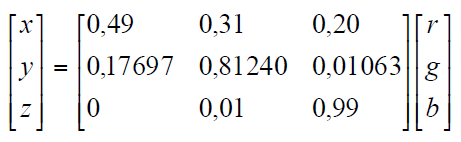 x = 0,49 0,31 0,20 r
y 0,17697 0,81240 0,01063 g
z 0 0,01 0,99 b